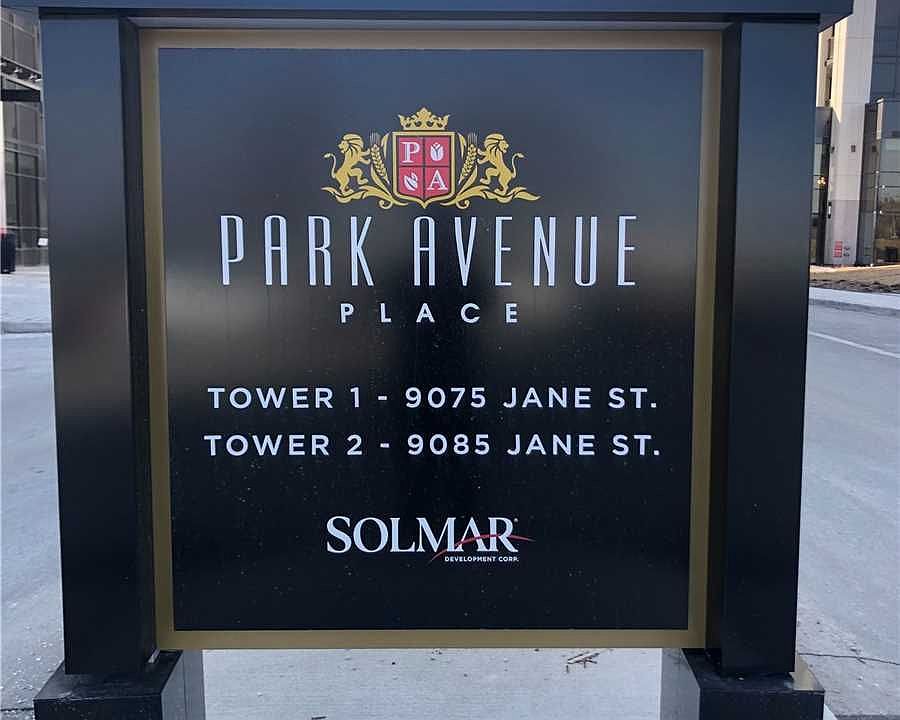 P
A
PARK AVENUE
PLACE
TOWER 1 - 9075 JANE ST.
TOWER 2 - 9085 JANE ST.
SOLMAR
DEVELOPMENT CORP.